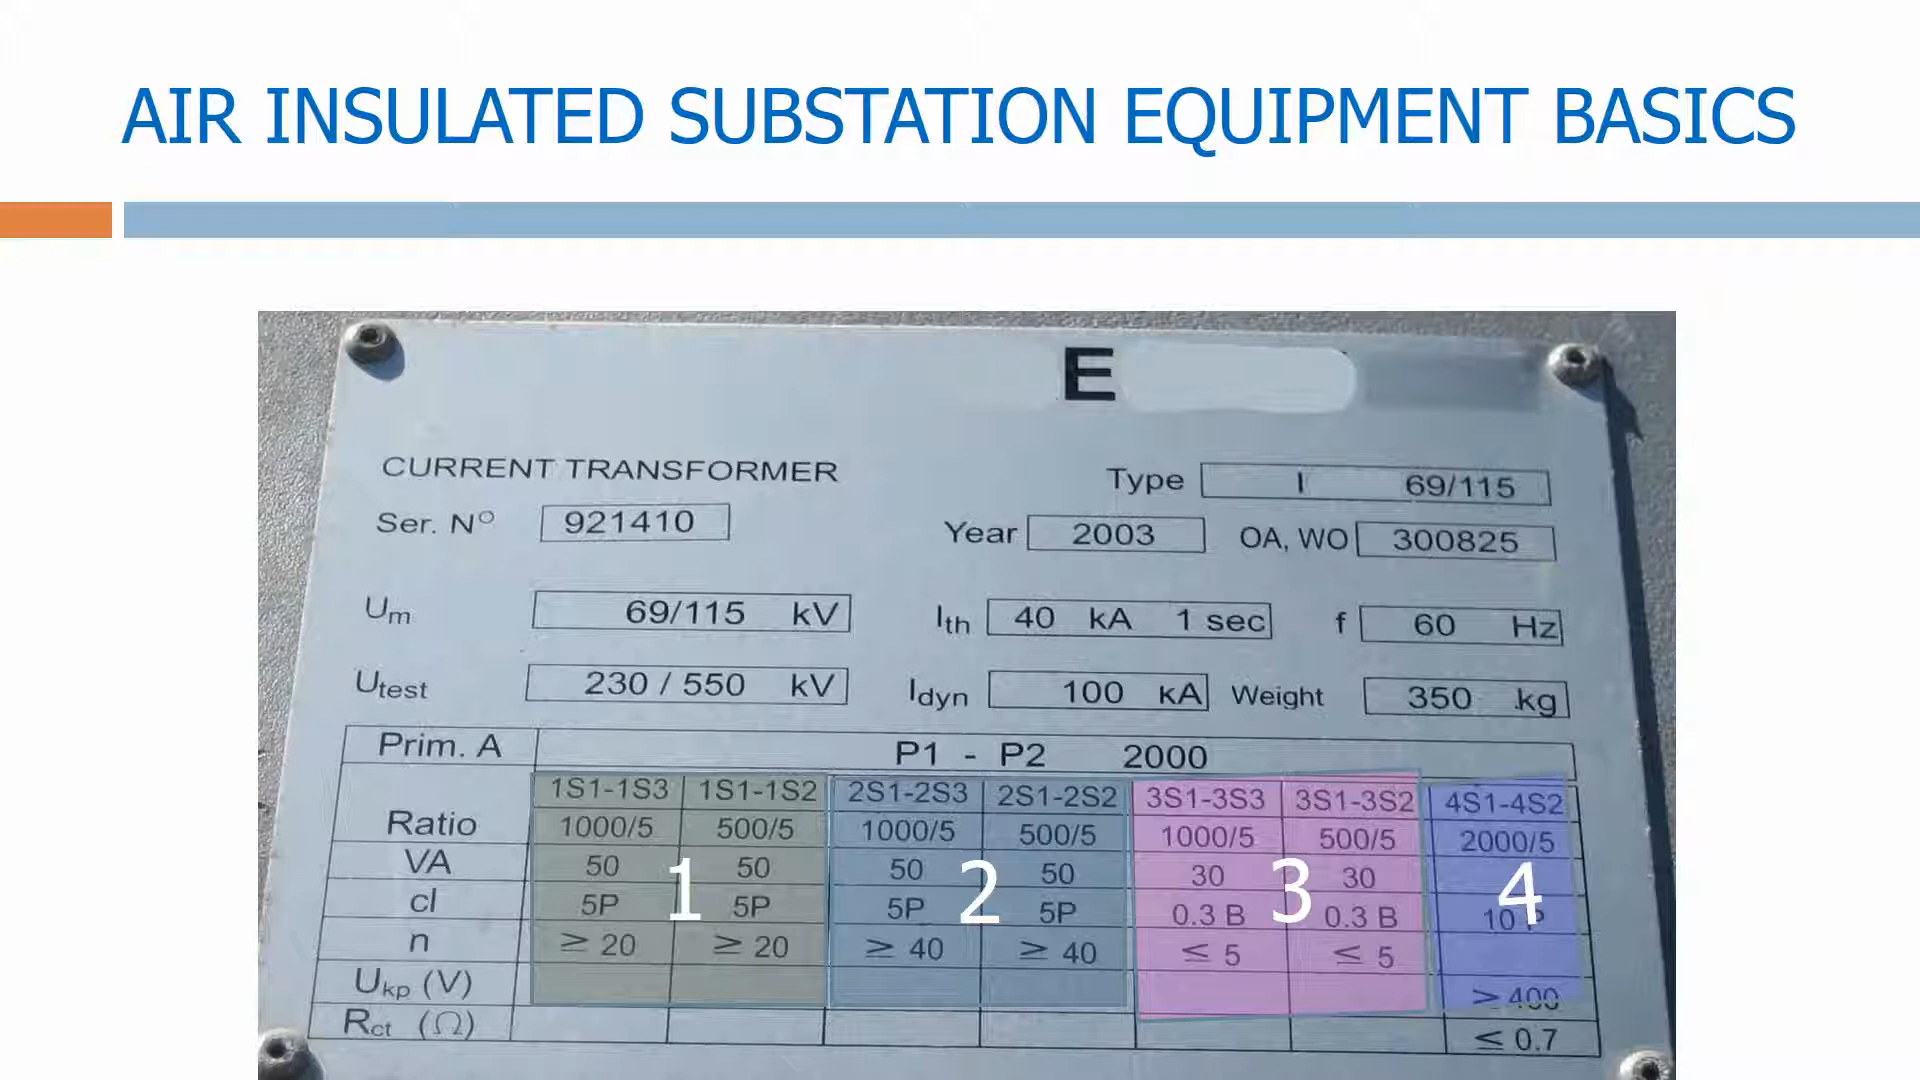 AIR INSULATED SUBSTATION EQUIPMENT BASICS
E
CURRENT TRANSFORMER
Type I 69/115
Ser. Nº 921410
Year 2003 OA, WO 300825
Um 69/115 kV Ith 40 kA 1 sec f 60 Hz
Utest 230 / 550 kV Idyn 100 кA Weight 350 kg
Prim. A P1 - P2 2000
1S1-1S3 1S1-1S2 2S1-2S3 2S1-2S2 3S1-3S3 3S1-3S2 4S1-4S2
Ratio 1000/5 500/5 1000/5 500/5 1000/5 500/5 2000/5
VA 50 50 50 50 30 30
1 2 3 4
cl 5P 5P 5P 5P 0.3 B 0.3 B 10 P
n ≥ 20 ≥ 20 ≥ 40 ≥ 40 ≤ 5 ≤ 5
Ukp (V) ≥ 400
Rct (Ω) ≤ 0.7